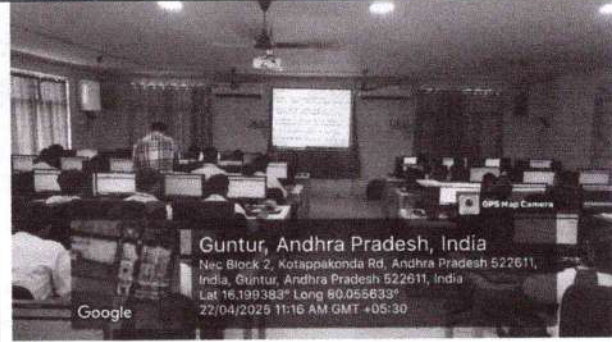 GPS Map Camera
Guntur, Andhra Pradesh, India
Nec Block 2, Kotappakonda Rd, Andhra Pradesh 522611,
India, Guntur, Andhra Pradesh 522611, India
Lat 16.199383° Long 80.055633°
22/04/2025 11:16 AM GMT +05:30
Google